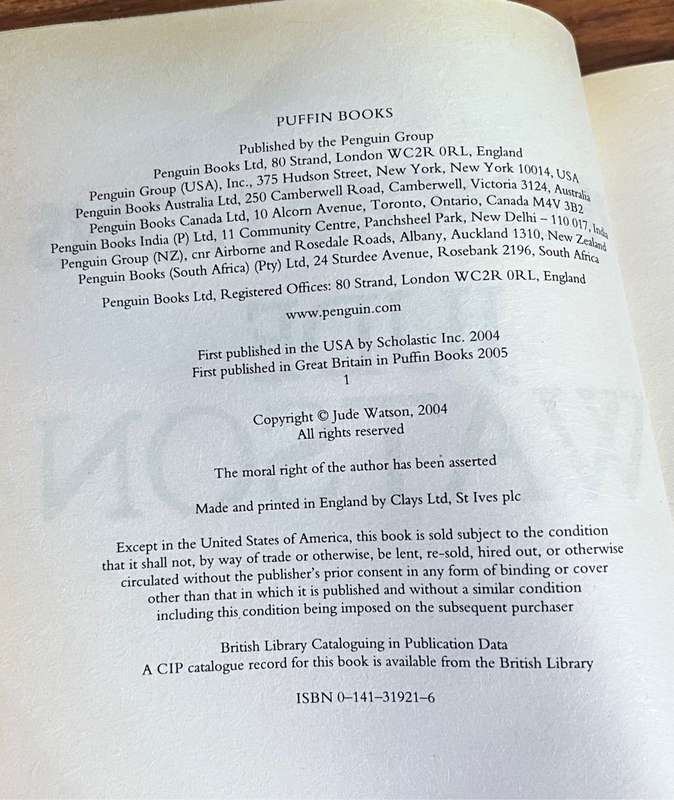 PUFFIN BOOKS
Published by the Penguin Group
Penguin Books Ltd, 80 Strand, London WC2R 0RL, England
Penguin Group (USA), Inc., 375 Hudson Street, New York, New York 10014, USA
Penguin Books Australia Ltd, 250 Camberwell Road, Camberwell, Victoria 3124, Australia
Penguin Books Canada Ltd, 10 Alcorn Avenue, Toronto, Ontario, Canada M4V 3B2
Penguin Books India (P) Ltd, 11 Community Centre, Panchsheel Park, New Delhi – 110 017, India
Penguin Group (NZ), cnr Airborne and Rosedale Roads, Albany, Auckland 1310, New Zealand
Penguin Books (South Africa) (Pty) Ltd, 24 Sturdee Avenue, Rosebank 2196, South Africa
Penguin Books Ltd, Registered Offices: 80 Strand, London WC2R 0RL, England
www.penguin.com
First published in the USA by Scholastic Inc. 2004
First published in Great Britain in Puffin Books 2005
1
Copyright © Jude Watson, 2004
All rights reserved
The moral right of the author has been asserted
Made and printed in England by Clays Ltd, St Ives plc
Except in the United States of America, this book is sold subject to the condition
that it shall not, by way of trade or otherwise, be lent, re-sold, hired out, or otherwise
circulated without the publisher's prior consent in any form of binding or cover
other than that in which it is published and without a similar condition
including this condition being imposed on the subsequent purchaser
British Library Cataloguing in Publication Data
A CIP catalogue record for this book is available from the British Library
ISBN 0–141–31921–6